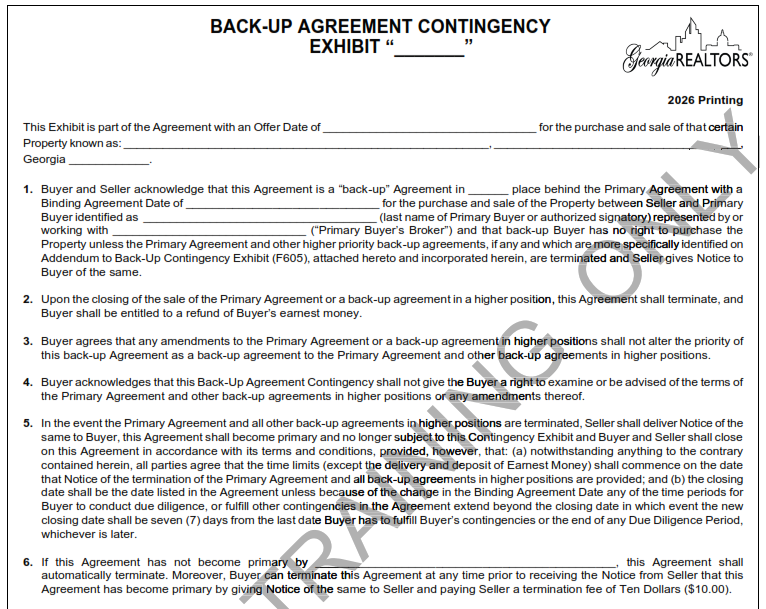 BACK-UP AGREEMENT CONTINGENCY
EXHIBIT “_______”
GeorgiaREALTORS®
2026 Printing
This Exhibit is part of the Agreement with an Offer Date of ________________________________ for the purchase and sale of that certain
Property known as: ________________________________________________________, ______________________________________,
Georgia ____________.
1. Buyer and Seller acknowledge that this Agreement is a “back-up” Agreement in ______ place behind the Primary Agreement with a
Binding Agreement Date of ______________________________ for the purchase and sale of the Property between Seller and Primary
Buyer identified as ____________________________________ (last name of Primary Buyer or authorized signatory) represented by or
working with ______________________________ (“Primary Buyer’s Broker”) and that back-up Buyer has no right to purchase the
Property unless the Primary Agreement and other higher priority back-up agreements, if any and which are more specifically identified on
Addendum to Back-Up Contingency Exhibit (F605), attached hereto and incorporated herein, are terminated and Seller gives Notice to
Buyer of the same.
2. Upon the closing of the sale of the Primary Agreement or a back-up agreement in a higher position, this Agreement shall terminate, and
Buyer shall be entitled to a refund of Buyer’s earnest money.
3. Buyer agrees that any amendments to the Primary Agreement or a back-up agreement in higher positions shall not alter the priority of
this back-up Agreement as a back-up agreement to the Primary Agreement and other back-up agreements in higher positions.
4. Buyer acknowledges that this Back-Up Agreement Contingency shall not give the Buyer a right to examine or be advised of the terms of
the Primary Agreement and other back-up agreements in higher positions or any amendments thereof.
5. In the event the Primary Agreement and all other back-up agreements in higher positions are terminated, Seller shall deliver Notice of the
same to Buyer, this Agreement shall become primary and no longer subject to this Contingency Exhibit and Buyer and Seller shall close
on this Agreement in accordance with its terms and conditions, provided, however, that: (a) notwithstanding anything to the contrary
contained herein, all parties agree that the time limits (except the delivery and deposit of Earnest Money) shall commence on the date
that Notice of the termination of the Primary Agreement and all back-up agreements in higher positions are provided; and (b) the closing
date shall be the date listed in the Agreement unless because of the change in the Binding Agreement Date any of the time periods for
Buyer to conduct due diligence, or fulfill other contingencies in the Agreement extend beyond the closing date in which event the new
closing date shall be seven (7) days from the last date Buyer has to fulfill Buyer’s contingencies or the end of any Due Diligence Period,
whichever is later.
6. If this Agreement has not become primary by ______________________________________________, this Agreement shall
automatically terminate. Moreover, Buyer can terminate this Agreement at any time prior to receiving the Notice from Seller that this
Agreement has become primary by giving Notice of the same to Seller and paying Seller a termination fee of Ten Dollars ($10.00).
TRAINING ONLY